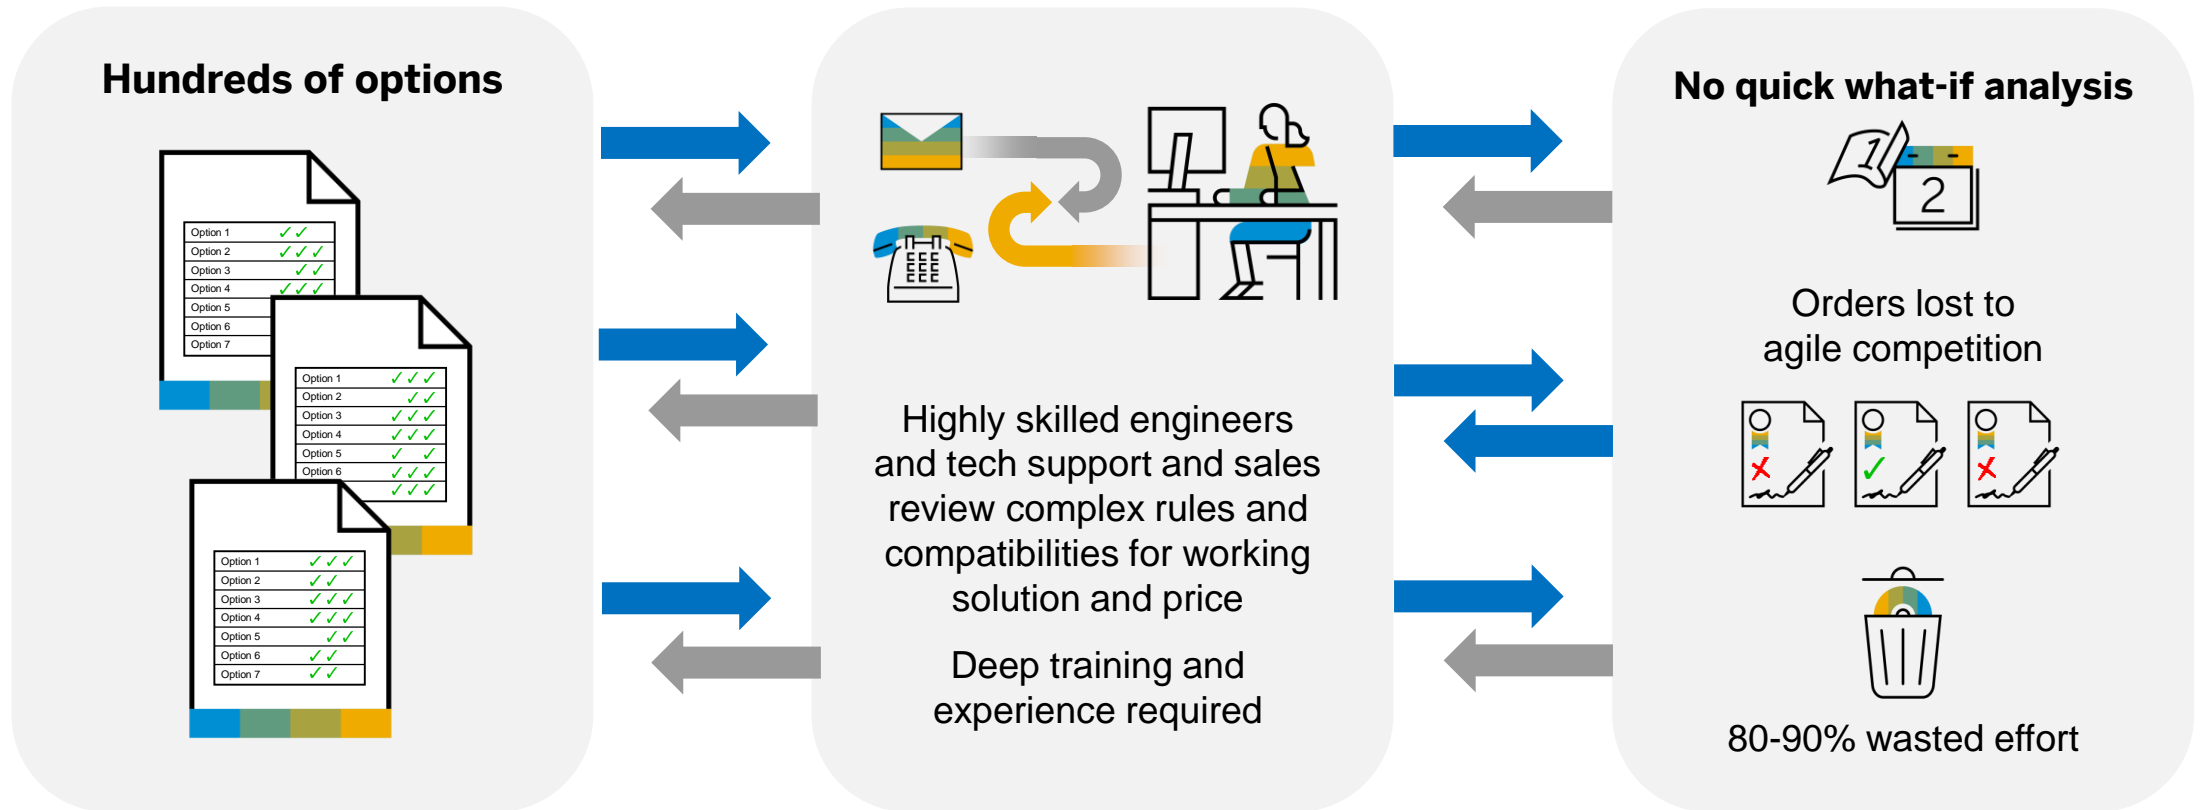 Hundreds of options
Option 1 ✓✓
Option 2 ✓✓✓
Option 3 ✓✓
Option 4 ✓✓✓
Option 5
Option 6
Option 7
Option 1 ✓✓✓
Option 2 ✓✓
Option 3 ✓✓✓
Option 4 ✓✓✓
Option 5 ✓ ✓
Option 6 ✓✓✓
✓✓✓
Option 1 ✓✓✓
Option 2 ✓✓
Option 3 ✓✓✓
Option 4 ✓✓✓
Option 5 ✓✓
Option 6 ✓✓
Option 7 ✓✓
Highly skilled engineers
and tech support and sales
review complex rules and
compatibilities for working
solution and price
Deep training and
experience required
No quick what-if analysis
1
2
Orders lost to
agile competition
80-90% wasted effort